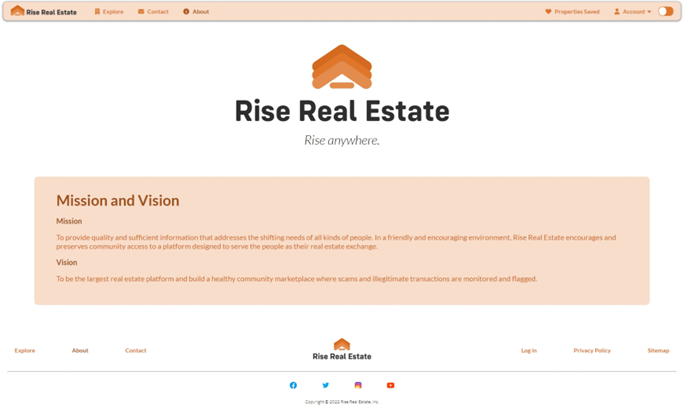 Rise Real Estate Explore Contact About Properties Saved Account
Rise Real Estate
Rise anywhere.
Mission and Vision
Mission
To provide quality and sufficient information that addresses the shifting needs of all kinds of people. In a friendly and encouraging environment, Rise Real Estate encourages and
preserves community access to a platform designed to serve the people as their real estate exchange.
Vision
To be the largest real estate platform and build a healthy community marketplace where scams and illegitimate transactions are monitored and flagged.
Explore About Contact Rise Real Estate Log in Privacy Policy Sitemap
Copyright © 2022 Rise Real Estate, Inc.